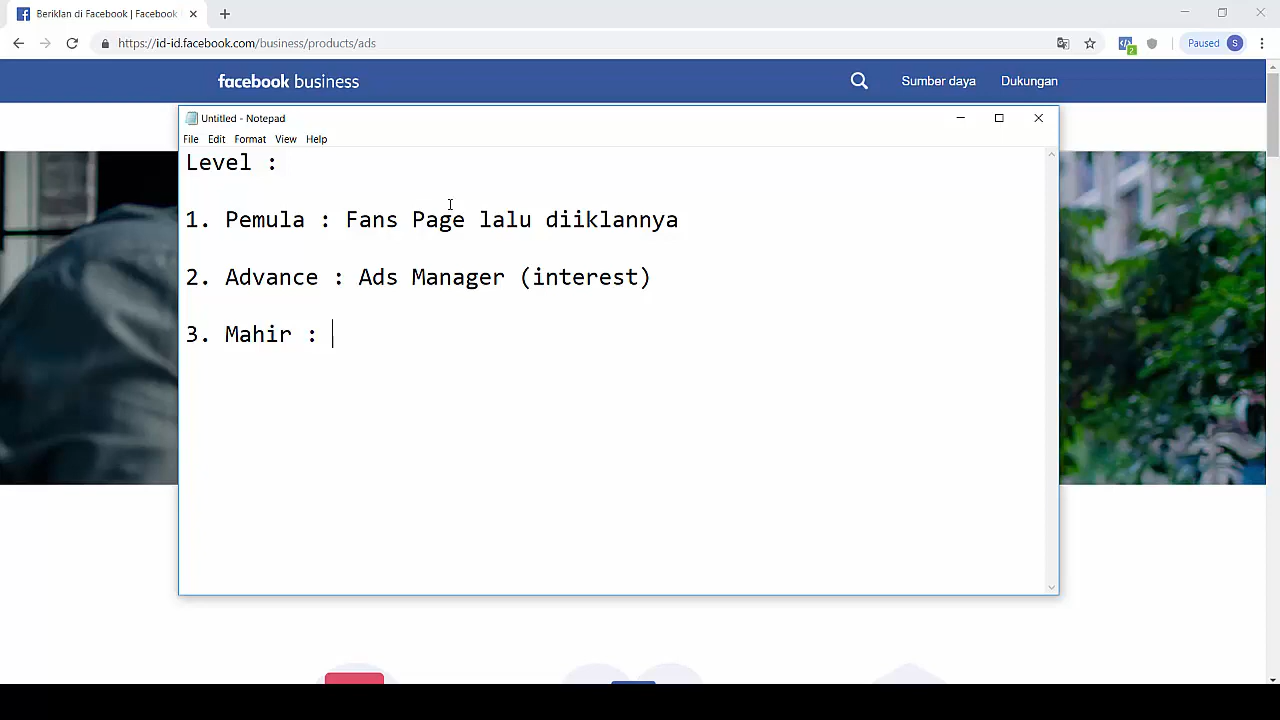 Beriklan di Facebook | Facebook
https://id-id.facebook.com/business/products/ads
2
Paused S
facebook business
Sumber daya Dukungan
Untitled - Notepad
File Edit Format View Help
Level :
1. Pemula : Fans Page lalu diiklannya
2. Advance : Ads Manager (interest)
3. Mahir :